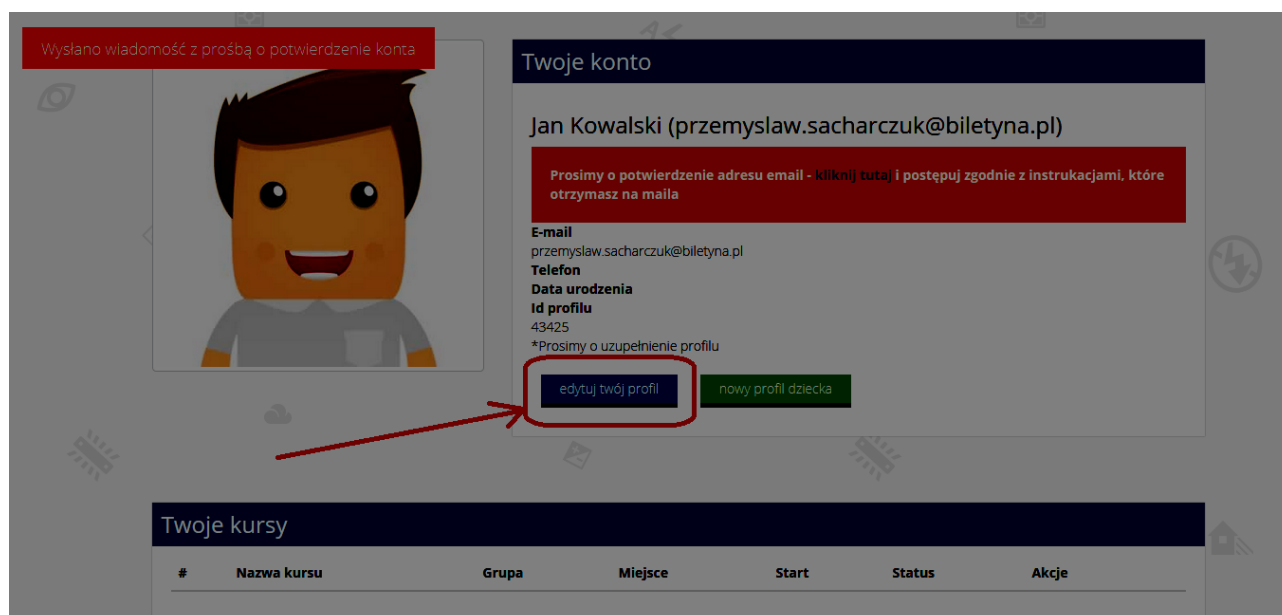 Wysłano wiadomość z prośbą o potwierdzenie konta
Twoje konto
Jan Kowalski (przemyslaw.sacharczuk@biletyna.pl)
Prosimy o potwierdzenie adresu email - kliknij tutaj i postępuj zgodnie z instrukacjami, które
otrzymasz na maila
E-mail
przemyslaw.sacharczuk@biletyna.pl
Telefon
Data urodzenia
Id profilu
43425
*Prosimy o uzupełnienie profilu
edytuj twój profil
nowy profil dziecka
Twoje kursy
# Nazwa kursu Grupa Miejsce Start Status Akcje